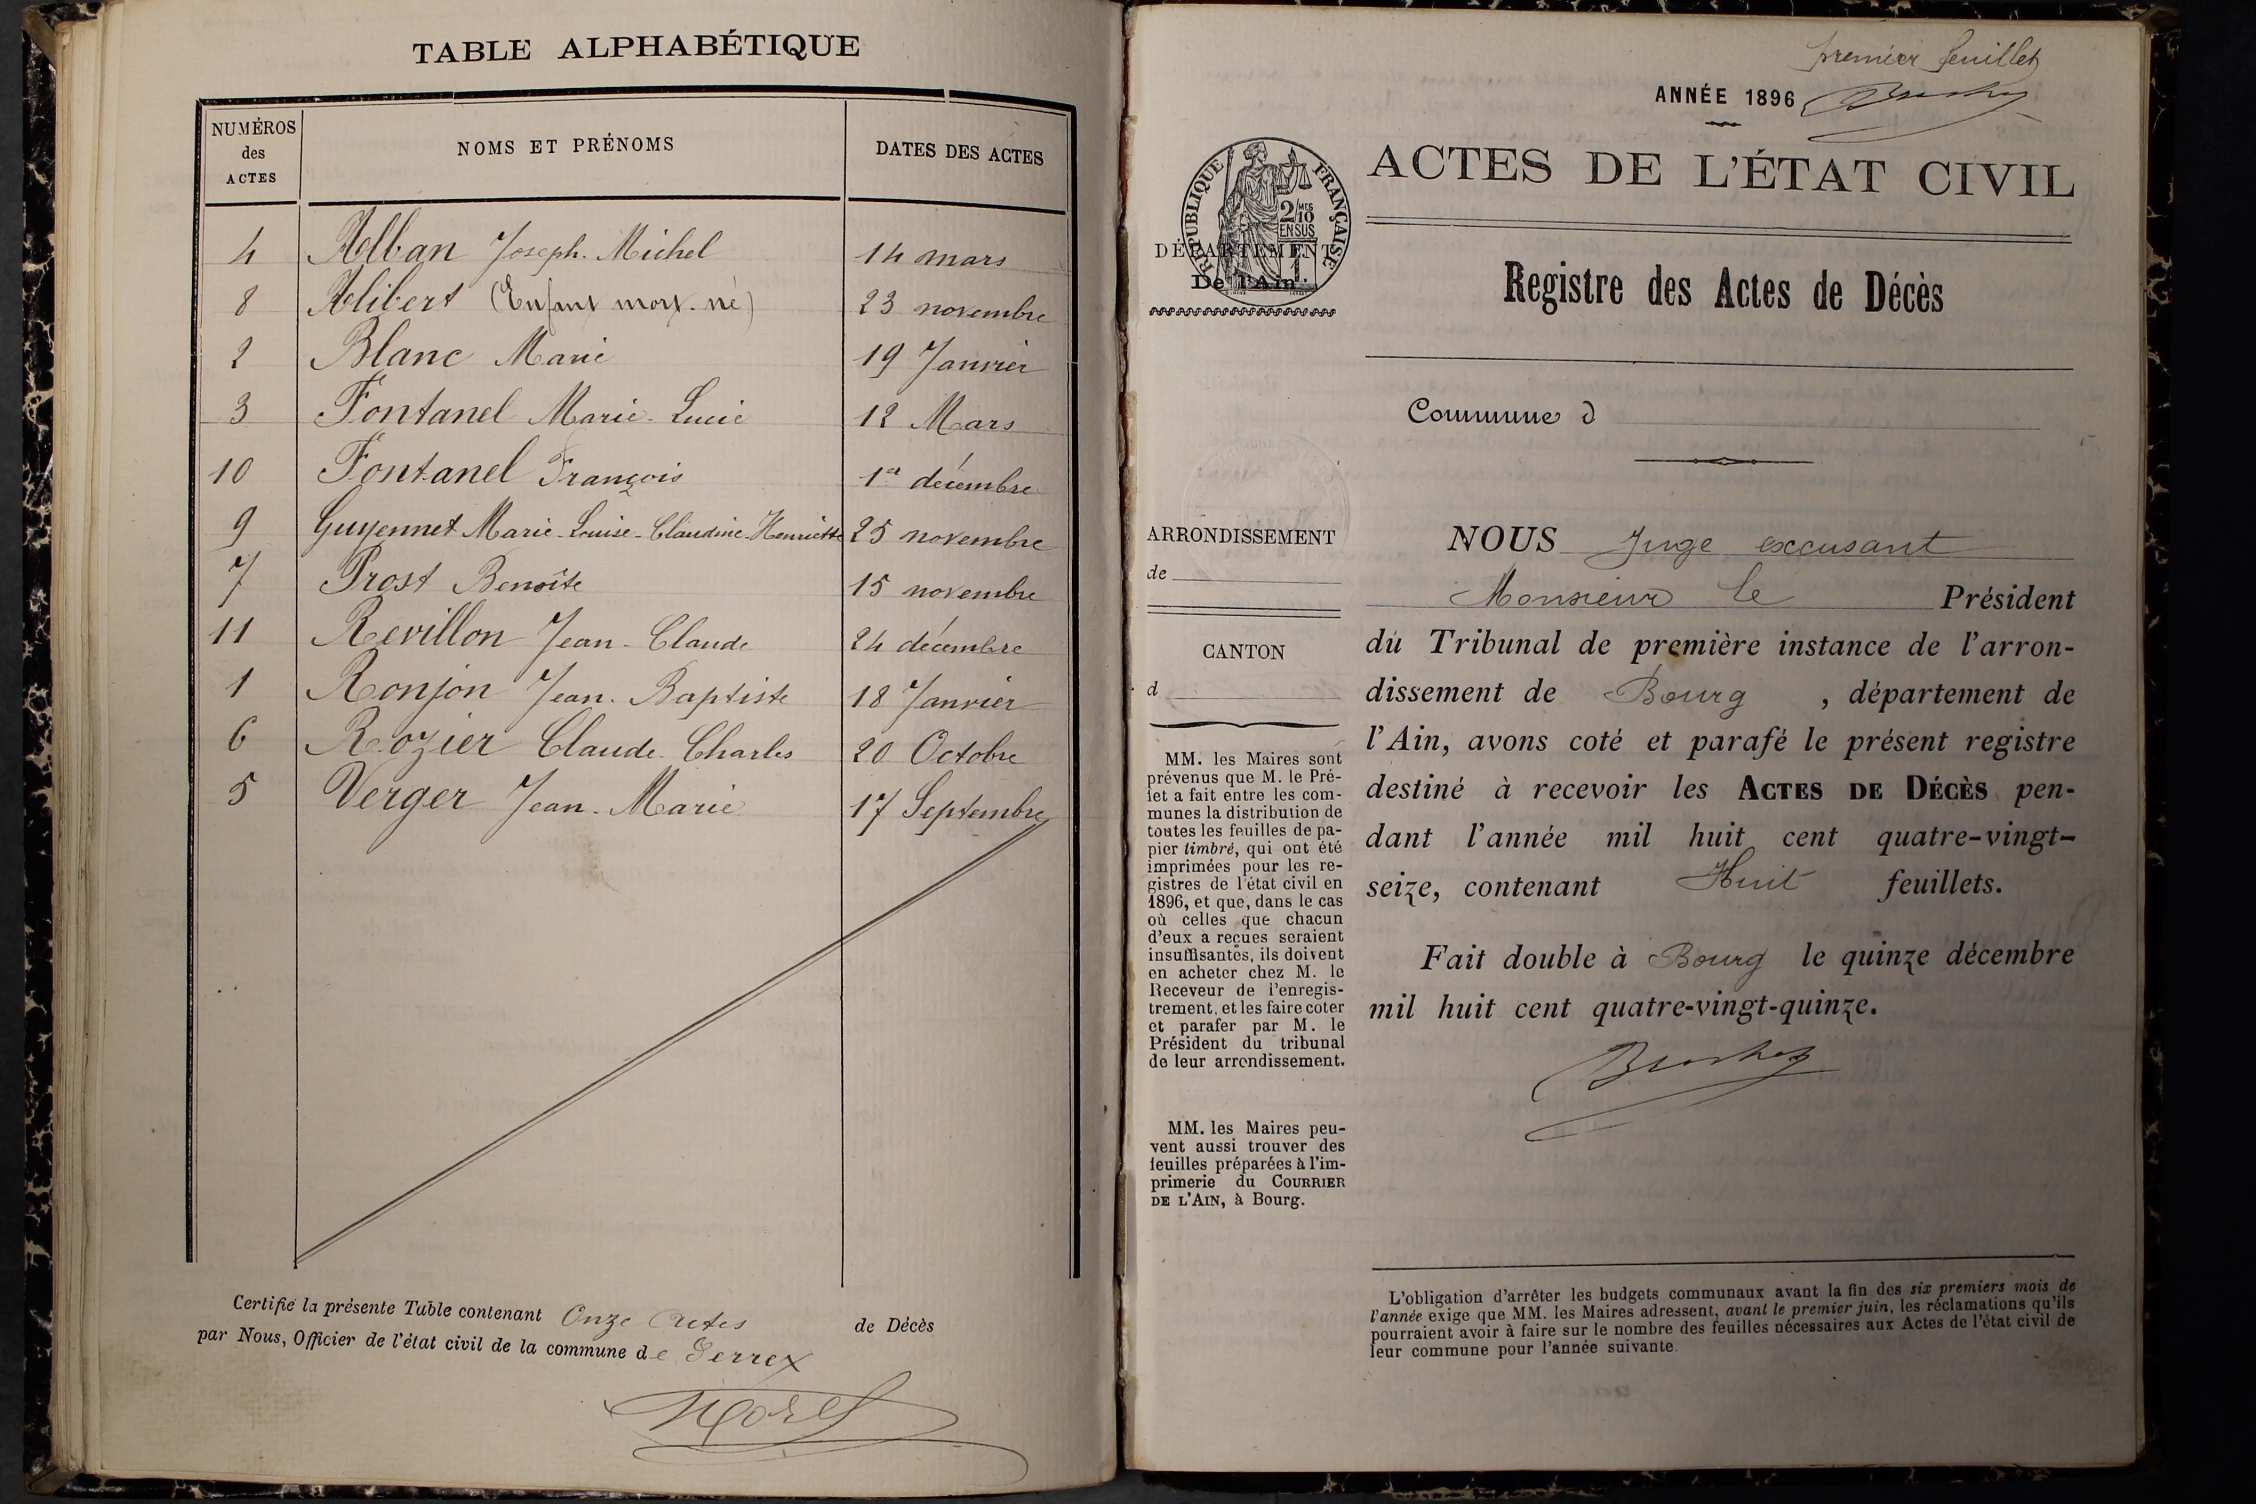 TABLE ALPHABÉTIQUE
NUMÉROS
des
ACTES
NOMS ET PRÉNOMS
DATES DES ACTES
4 Alban Joseph-Michel 14 mars
8 Alibert (Enfant mort-né) 23 novembre
2 Blanc Marie 19 Janvier
3 Fontanel Marie-Lucie 12 Mars
10 Fontanel François 1er décembre
9 Guyennet Marie-Louise-Claudine-Henriette 25 novembre
7 Prost Benoîte 15 novembre
11 Revillon Jean-Claude 24 décembre
1 Ronjon Jean-Baptiste 18 Janvier
6 Rozier Claude-Charles 20 Octobre
5 Verger Jean-Marie 17 Septembre
Certifié la présente Table contenant Onze Actes de Décès
par Nous, Officier de l'état civil de la commune de Perrex
Morel
premier feuillet
ANNÉE 1896
ACTES DE L'ÉTAT CIVIL
RÉPUBLIQUE FRANÇAISE
2/10 MES
EN SUS
DÉPARTEMENT
De l'Ain
Registre des Actes de Décès
Commune d
ARRONDISSEMENT
de
CANTON
d
MM. les Maires sont
prévenus que M. le Pré-
fet a fait entre les com-
munes la distribution de
toutes les feuilles de pa-
pier timbré, qui ont été
imprimées pour les re-
gistres de l'état civil en
1896, et que, dans le cas
où celles que chacun
d'eux a reçues seraient
insuffisantes, ils doivent
en acheter chez M. le
Receveur de l'enregis-
trement, et les faire coter
et parafer par M. le
Président du tribunal
de leur arrondissement.
MM. les Maires peu-
vent aussi trouver des
feuilles préparées à l'im-
primerie du COURRIER
DE L'AIN, à Bourg.
NOUS Juge excusant
Monsieur le Président
du Tribunal de première instance de l'arron-
dissement de Bourg, département de
l'Ain, avons coté et parafé le présent registre
destiné à recevoir les ACTES DE DÉCÈS pen-
dant l'année mil huit cent quatre-vingt-
seize, contenant Huit feuillets.
Fait double à Bourg le quinze décembre
mil huit cent quatre-vingt-quinze.
L'obligation d'arrêter les budgets communaux avant la fin des six premiers mois de
l'année exige que MM. les Maires adressent, avant le premier juin, les réclamations qu'ils
pourraient avoir à faire sur le nombre des feuilles nécessaires aux Actes de l'état civil de
leur commune pour l'année suivante.